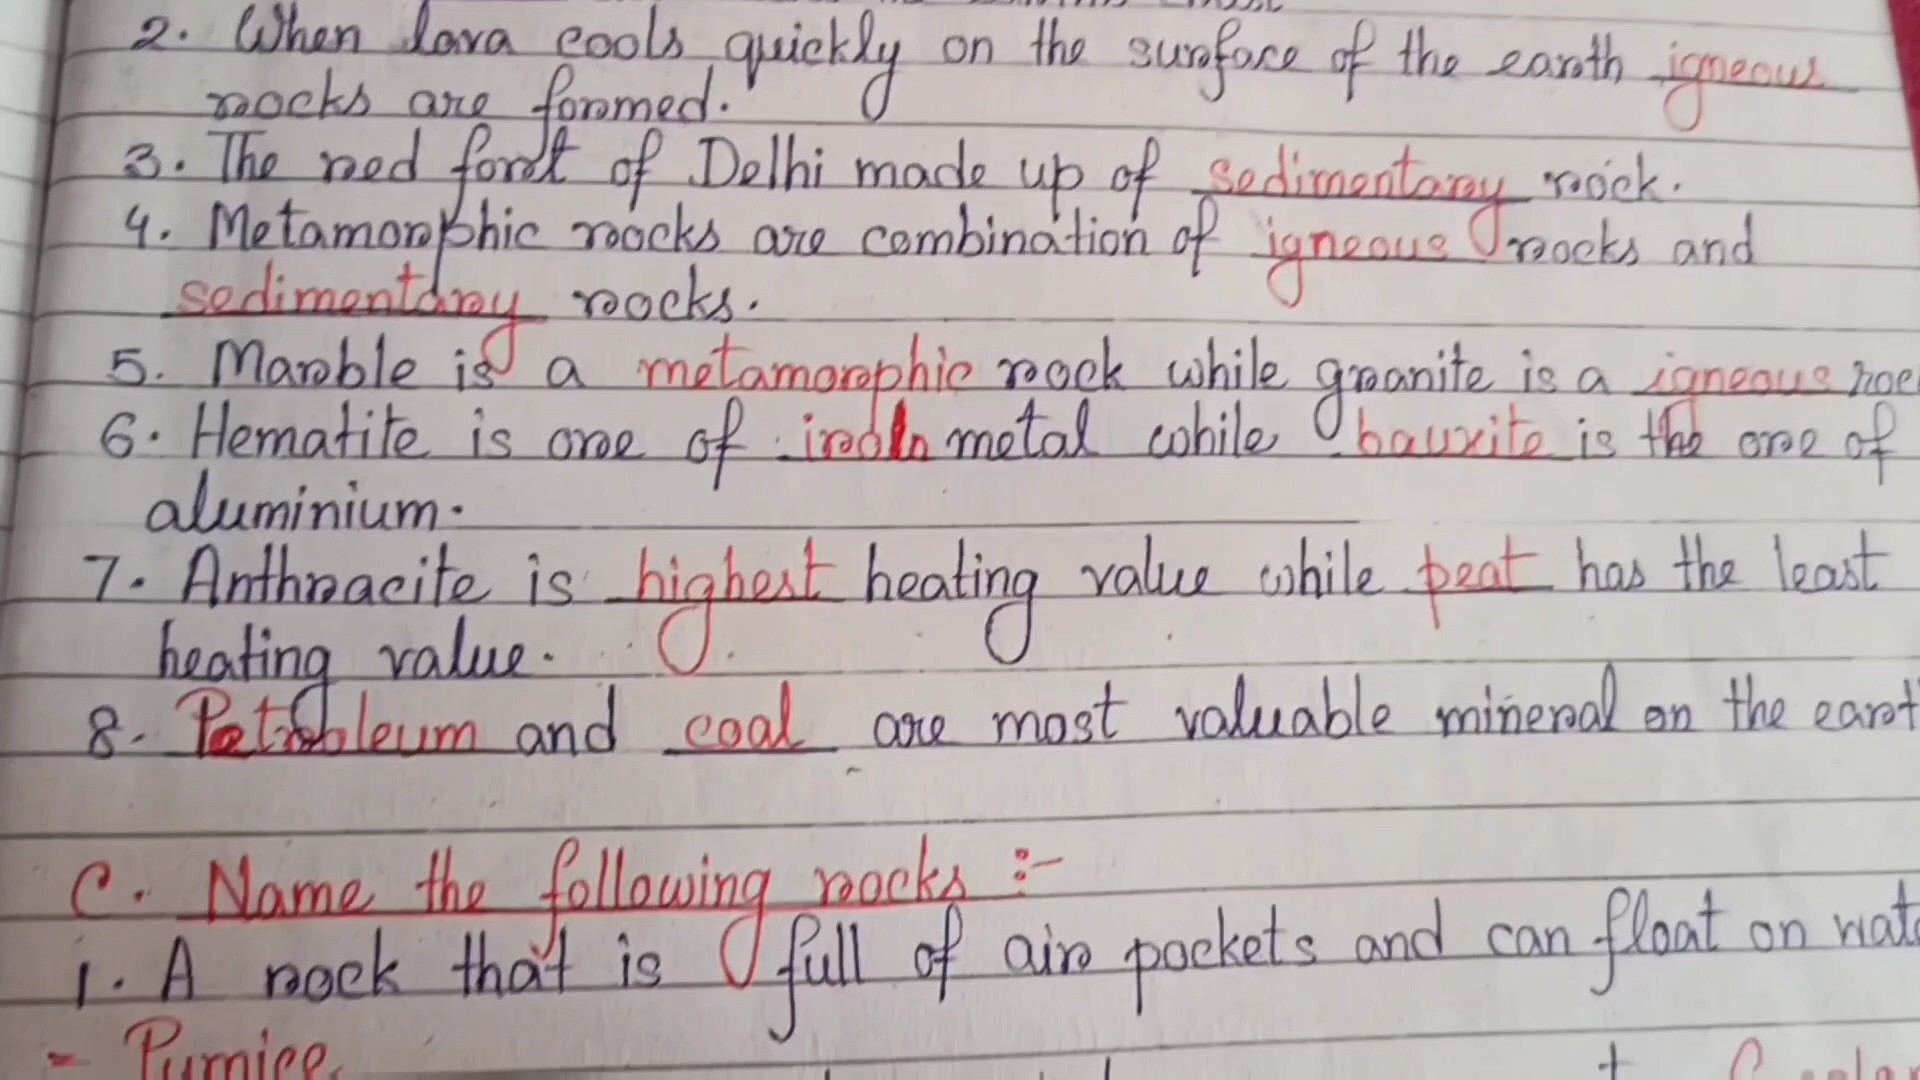 2. When lava cools quickly on the surface of the earth igneous
rocks are formed.
3. The red fort of Delhi made up of sedimentary rock.
4. Metamorphic rocks are combination of igneous rocks and
sedimentary rocks.
5. Marble is a metamorphic rock while granite is a igneous roc
6. Hematite is ore of iron metal while bauxite is the ore of
aluminium.
7. Anthracite is highest heating value while peat has the least
heating value.
8. Petroleum and coal are most valuable mineral on the eart
C. Name the following rocks :-
1. A rock that is full of air pockets and can float on wat
- Pumice.